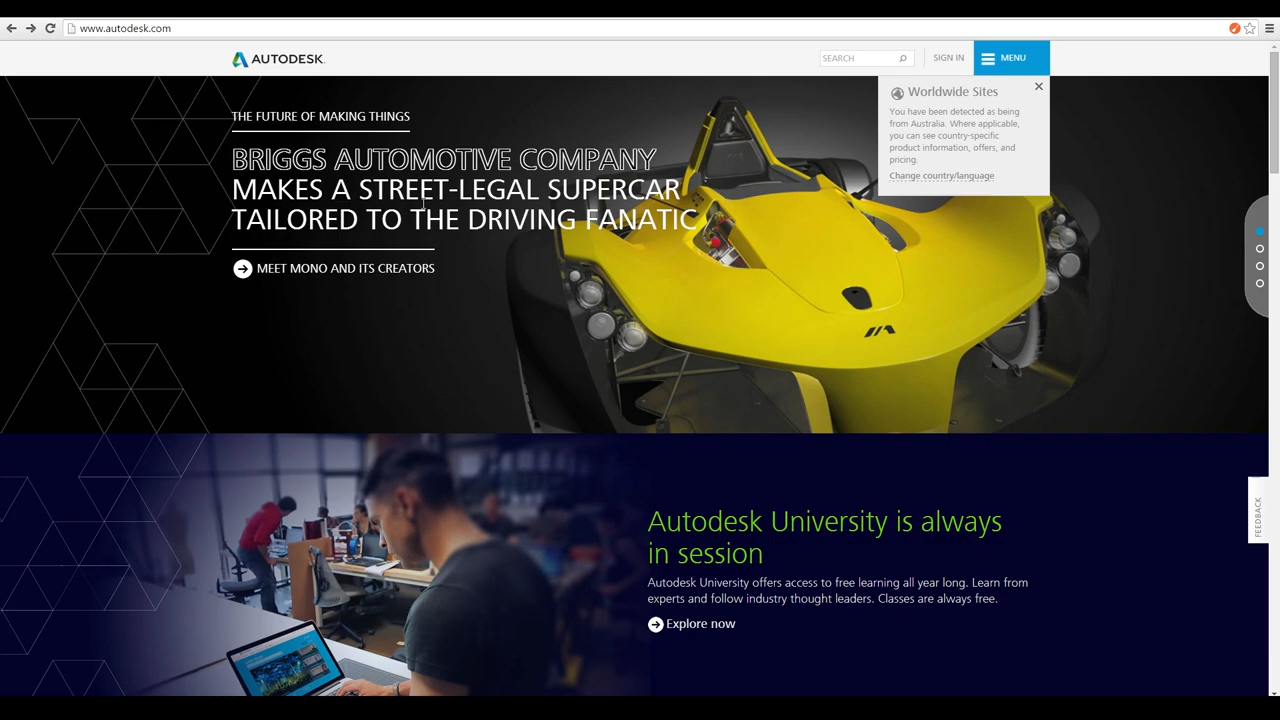 www.autodesk.com
AUTODESK.
SEARCH
SIGN IN
MENU
Worldwide Sites
You have been detected as being
from Australia. Where applicable,
you can see country-specific
product information, offers, and
pricing.
Change country/language
THE FUTURE OF MAKING THINGS
BRIGGS AUTOMOTIVE COMPANY
MAKES A STREET-LEGAL SUPERCAR
TAILORED TO THE DRIVING FANATIC
MEET MONO AND ITS CREATORS
FEEDBACK
Autodesk University is always
in session
Autodesk University offers access to free learning all year long. Learn from
experts and follow industry thought leaders. Classes are always free.
Explore now